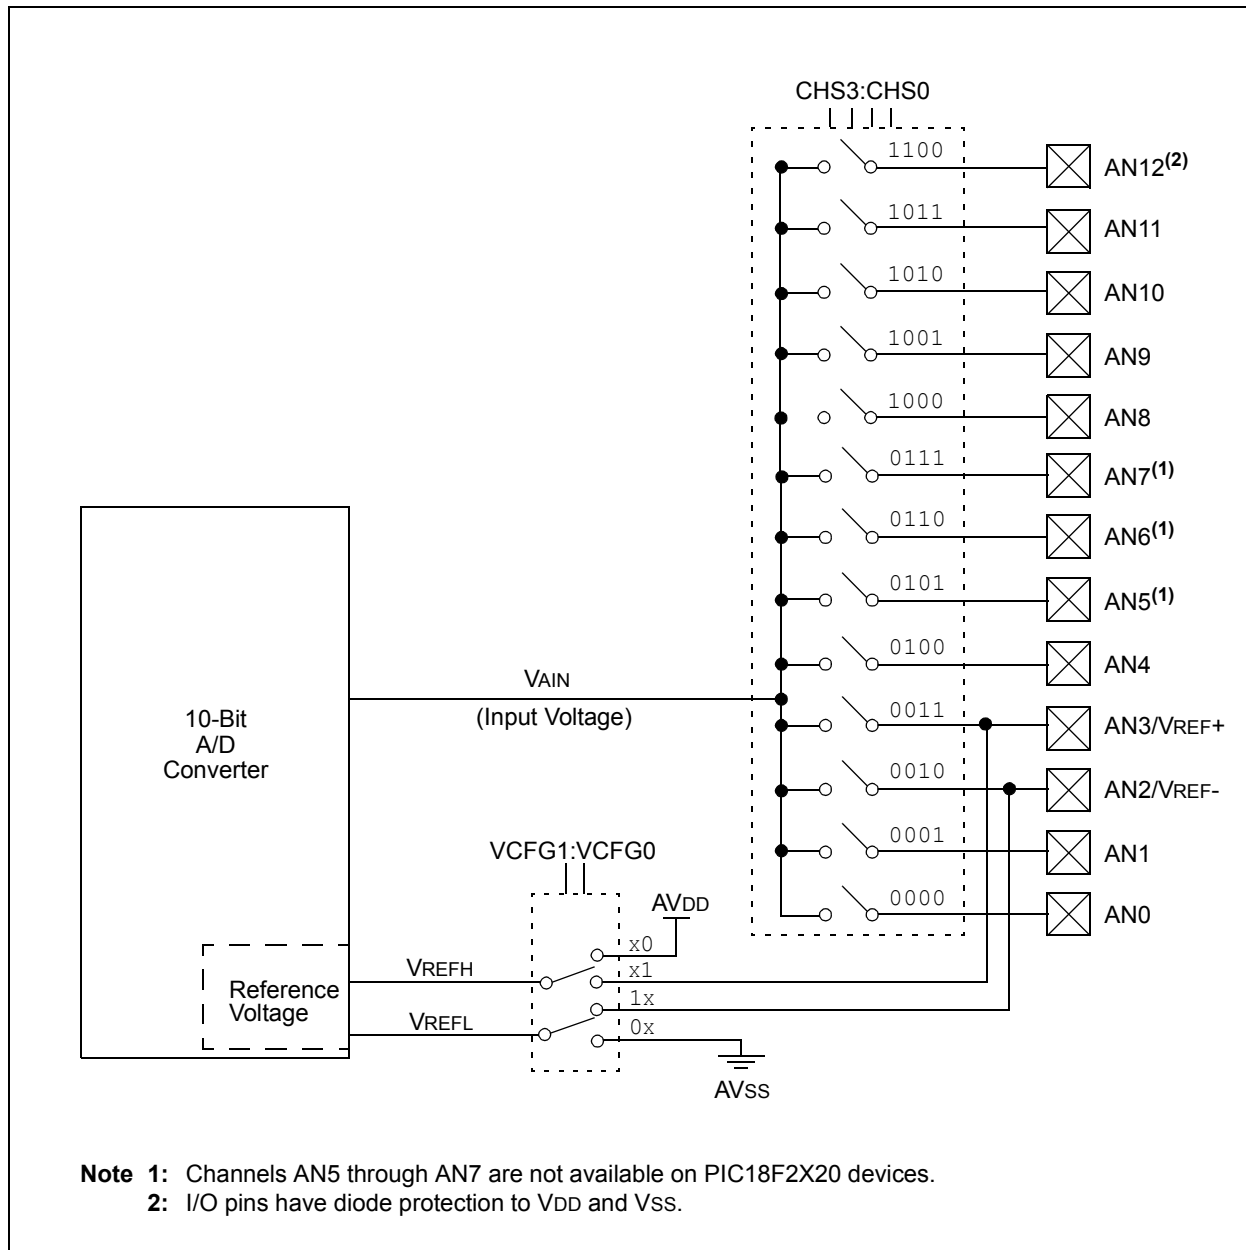 CHS3:CHS0
1100
AN12(2)
1011
AN11
1010
AN10
1001
AN9
1000
AN8
0111
AN7(1)
0110
AN6(1)
0101
AN5(1)
0100
AN4
VAIN
(Input Voltage)
10-Bit
A/D
Converter
0011
AN3/VREF+
0010
AN2/VREF-
0001
AN1
VCFG1:VCFG0
0000
AN0
AVDD
x0
VREFH
x1
Reference
Voltage
1x
VREFL
0x
AVSS
Note 1: Channels AN5 through AN7 are not available on PIC18F2X20 devices.
2: I/O pins have diode protection to VDD and VSS.